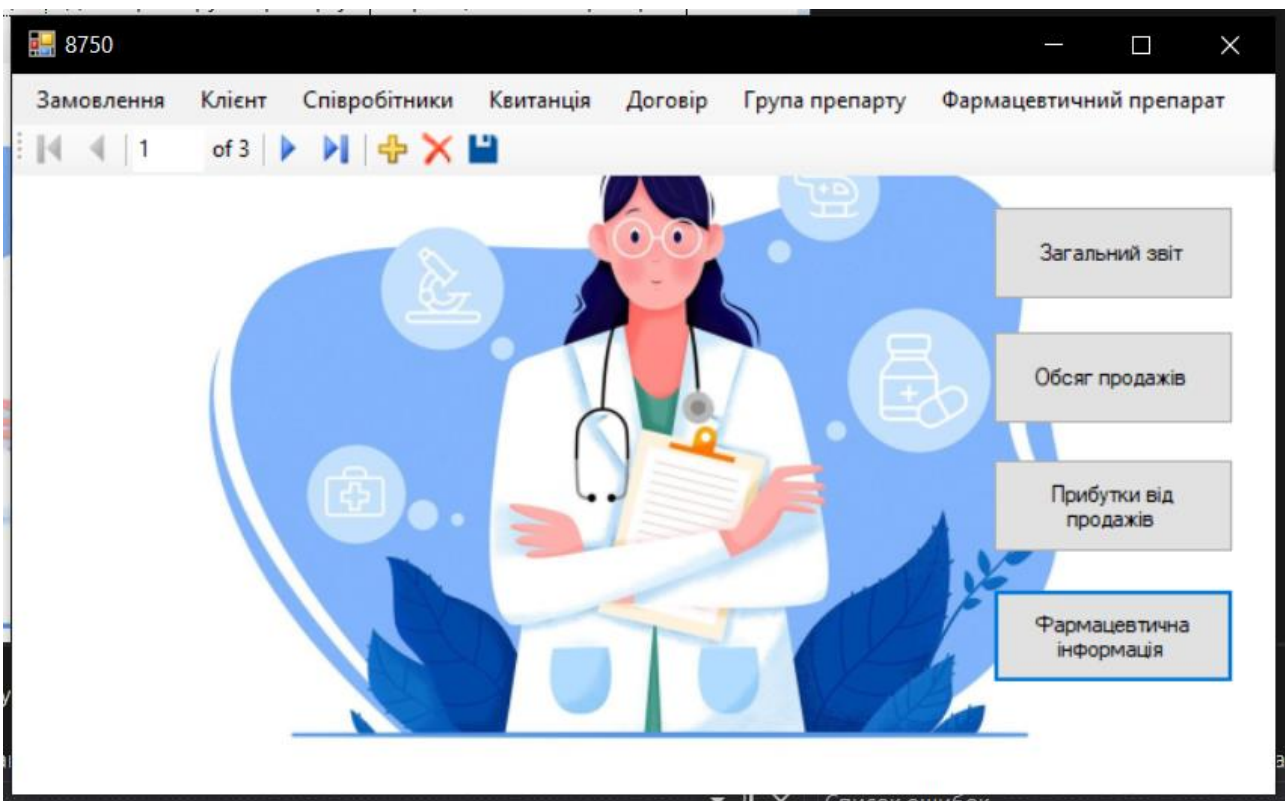 8750
Замовлення Клієнт Співробітники Квитанція Договір Група препарту Фармацевтичний препарат
1 of 3
Загальний звіт
Обсяг продажів
Прибутки від
продажів
Фармацевтична
інформація